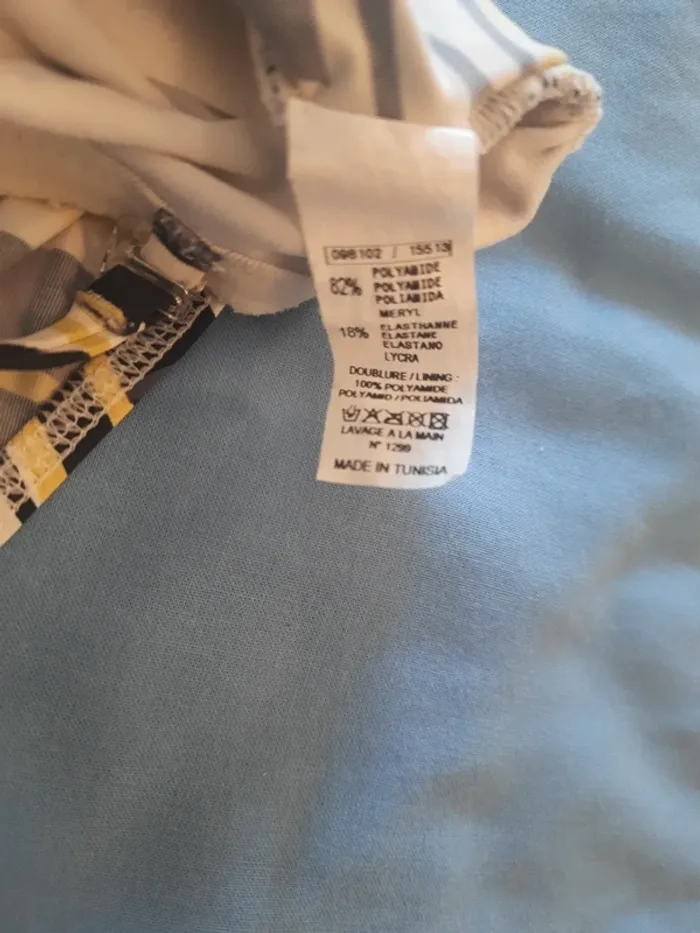 098102 / 15513
82% POLYAMIDE
POLYAMIDE
POLIAMIDA
MERYL
18% ELASTHANNE
ELASTANE
ELASTANO
LYCRA
DOUBLURE / LINING :
100% POLYAMIDE
POLYAMID / POLIAMIDA
LAVAGE A LA MAIN
N° 1299
MADE IN TUNISIA